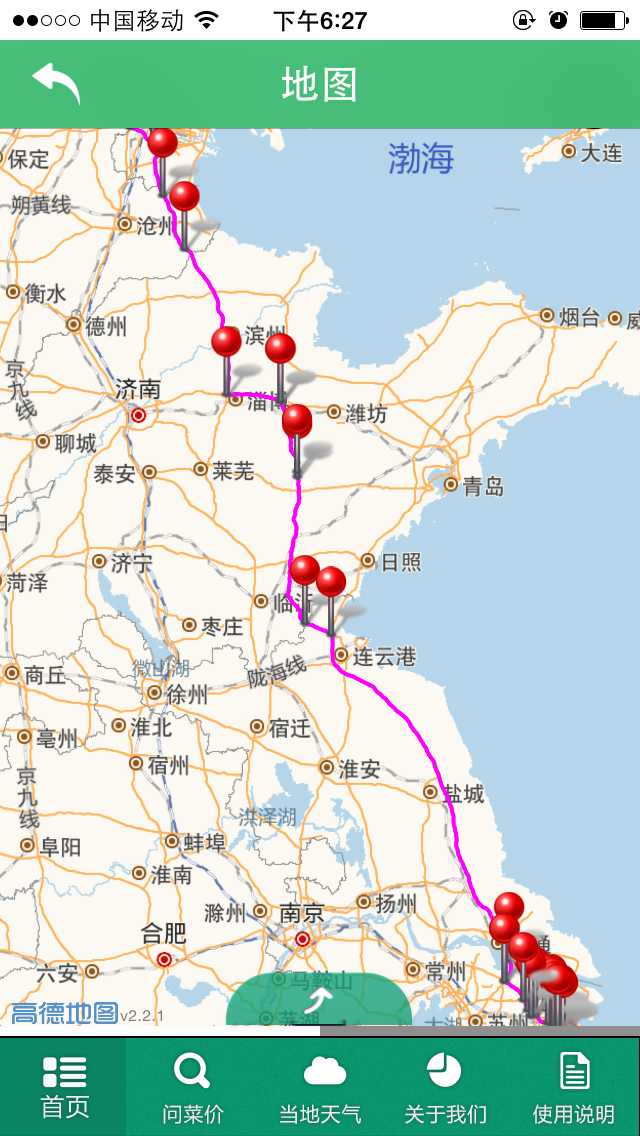 中国移动
下午6:27
地图
保定
渤海
大连
朔黄线
沧州
衡水
德州
滨州
烟台
威
京九线
济南
淄博
潍坊
聊城
泰安
莱芜
青岛
济宁
日照
菏泽
临沂
枣庄
微山湖
陇海线
连云港
商丘
徐州
淮北
宿迁
亳州
宿州
淮安
京九线
盐城
洪泽湖
阜阳
蚌埠
淮南
滁州
南京
扬州
合肥
通
六安
马鞍山
常州
高德地图 v2.2.1
芜湖
太湖
苏州
首页
问菜价
当地天气
关于我们
使用说明